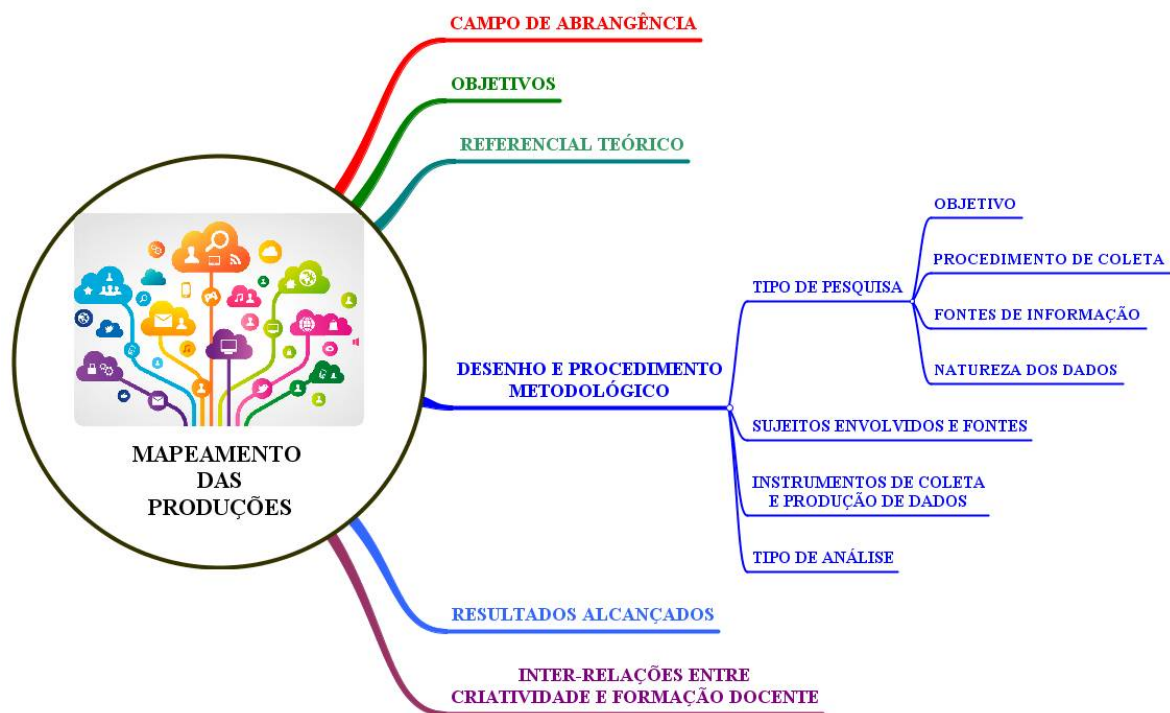 CAMPO DE ABRANGÊNCIA
OBJETIVOS
REFERENCIAL TEÓRICO
MAPEAMENTO
DAS
PRODUÇÕES
DESENHO E PROCEDIMENTO
METODOLÓGICO
TIPO DE PESQUISA
OBJETIVO
PROCEDIMENTO DE COLETA
FONTES DE INFORMAÇÃO
NATUREZA DOS DADOS
SUJEITOS ENVOLVIDOS E FONTES
INSTRUMENTOS DE COLETA
E PRODUÇÃO DE DADOS
TIPO DE ANÁLISE
RESULTADOS ALCANÇADOS
INTER-RELAÇÕES ENTRE
CRIATIVIDADE E FORMAÇÃO DOCENTE